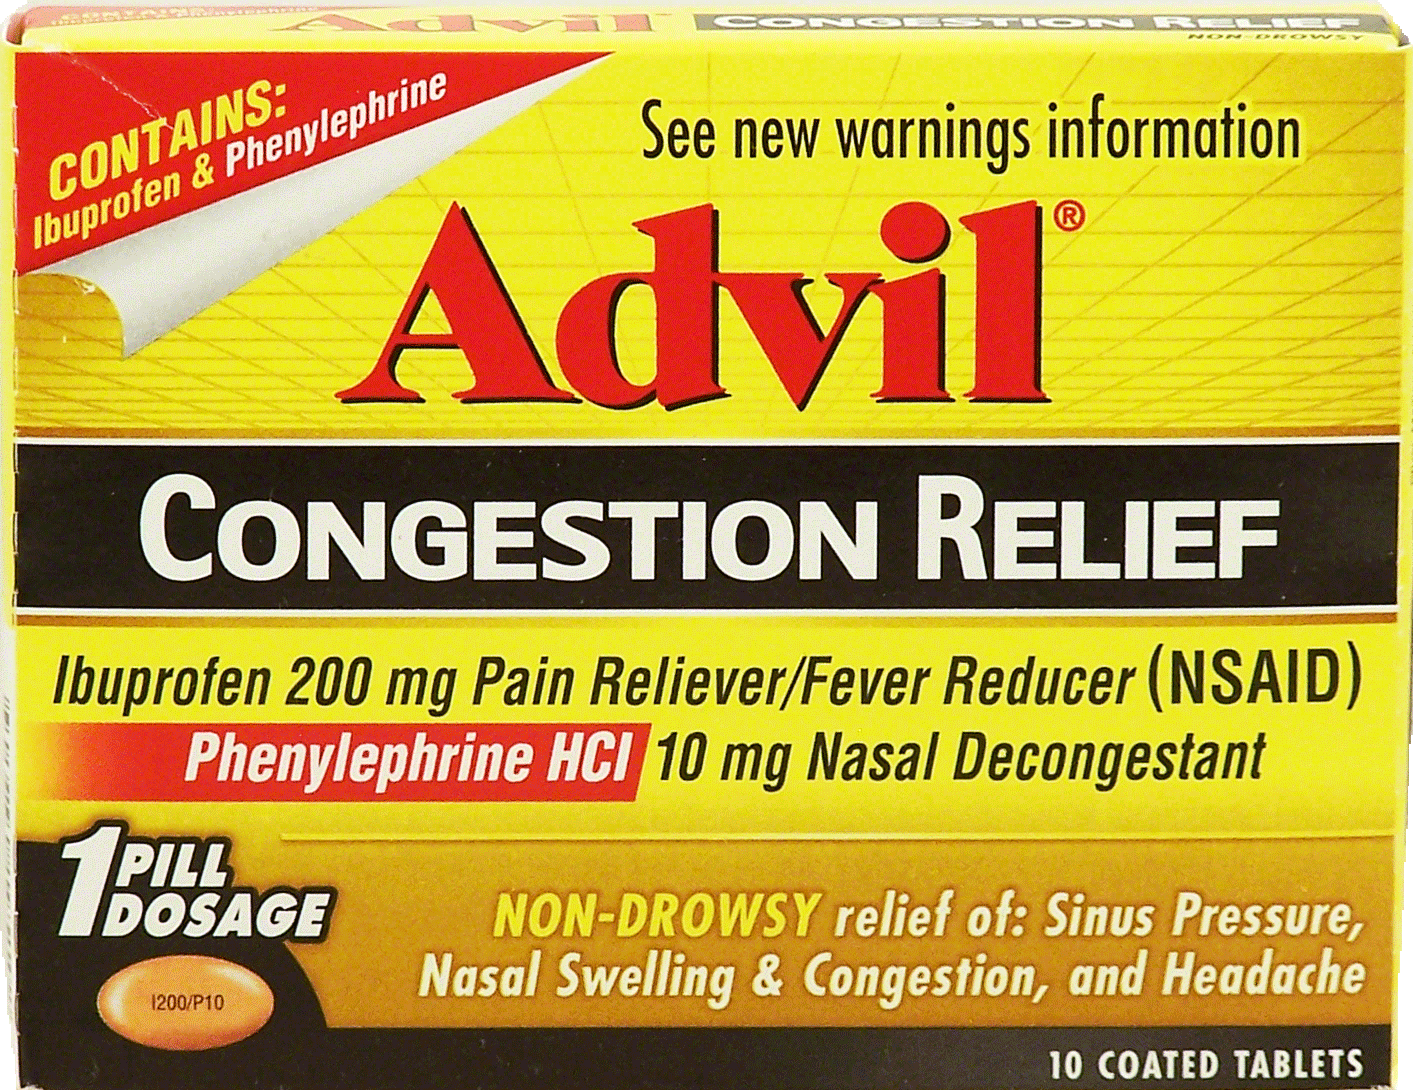 Advil CONGESTION RELIEF
NON-DROWSY
CONTAINS:
Ibuprofen & Phenylephrine
See new warnings information
Advil®
CONGESTION RELIEF
Ibuprofen 200 mg Pain Reliever/Fever Reducer (NSAID)
Phenylephrine HCl 10 mg Nasal Decongestant
1 PILL
DOSAGE
I200/P10
NON-DROWSY relief of: Sinus Pressure,
Nasal Swelling & Congestion, and Headache
10 COATED TABLETS